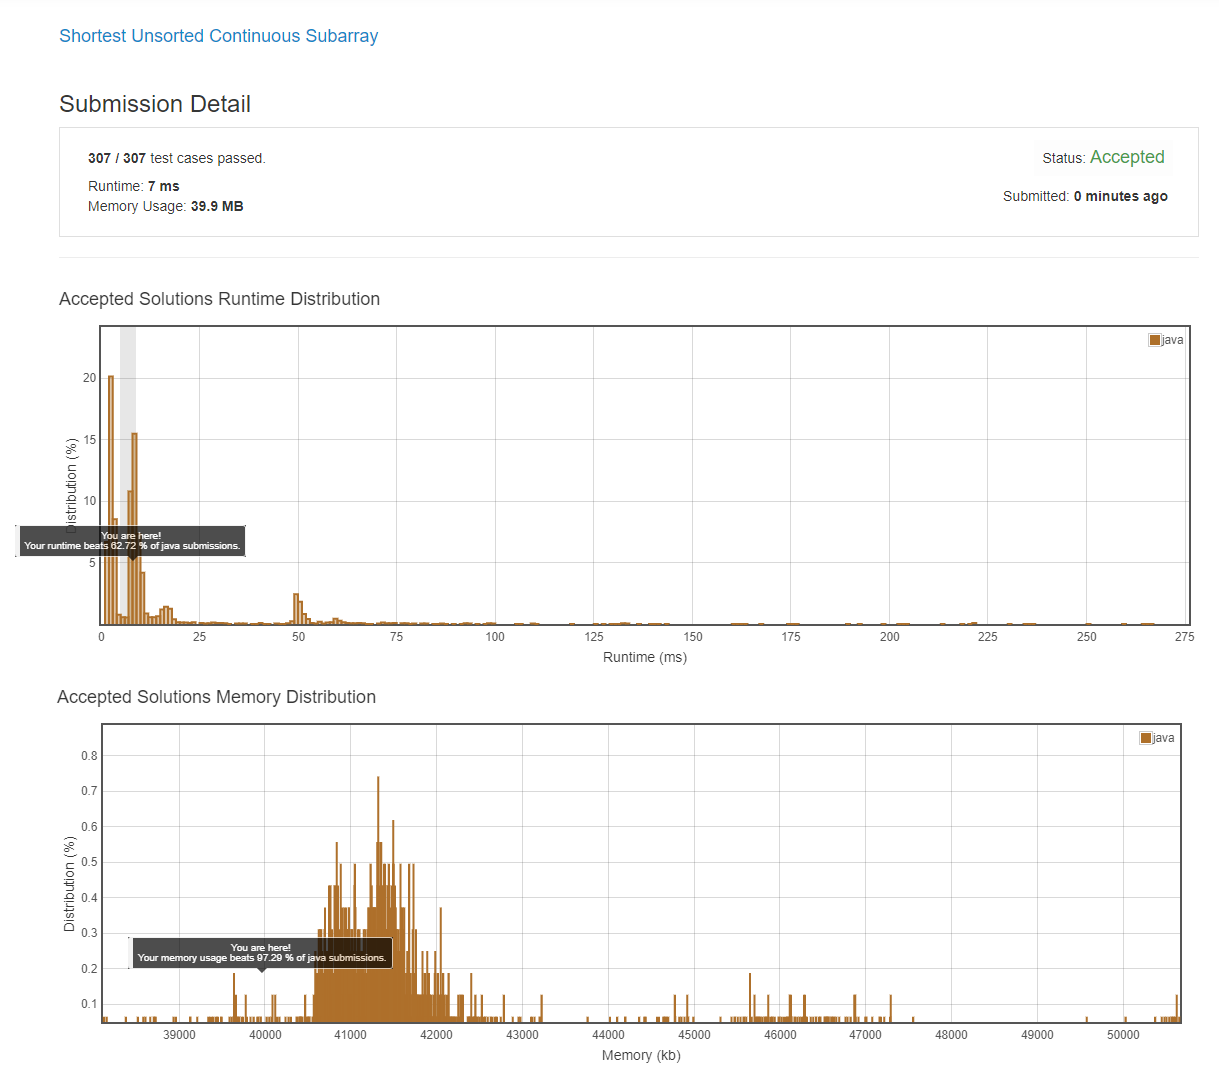 Shortest Unsorted Continuous Subarray
Submission Detail
307 / 307 test cases passed.
Status: Accepted
Runtime: 7 ms
Memory Usage: 39.9 MB
Submitted: 0 minutes ago
Accepted Solutions Runtime Distribution
java
20
15
10
5
Distribution (%)
You are here!
Your runtime beats 62.72 % of java submissions.
0 25 50 75 100 125 150 175 200 225 250 275
Runtime (ms)
Accepted Solutions Memory Distribution
java
0.8
0.7
0.6
0.5
0.4
0.3
0.2
0.1
Distribution (%)
You are here!
Your memory usage beats 97.29 % of java submissions.
39000 40000 41000 42000 43000 44000 45000 46000 47000 48000 49000 50000
Memory (kb)